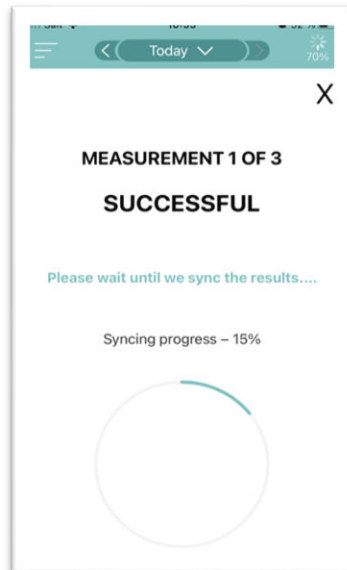 Today
70%
X
MEASUREMENT 1 OF 3
SUCCESSFUL
Please wait until we sync the results....
Syncing progress – 15%